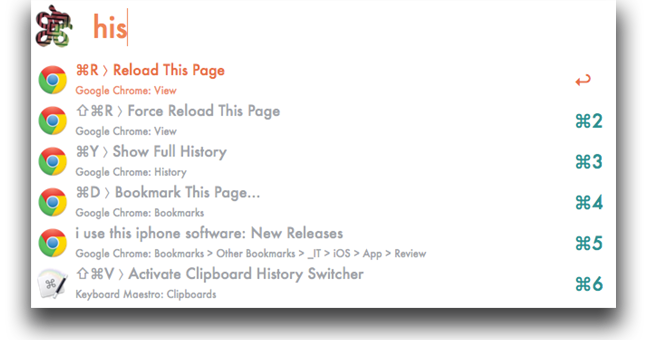 his
⌘R 〉 Reload This Page
Google Chrome: View
↩
⇧⌘R 〉 Force Reload This Page
Google Chrome: View
⌘2
⌘Y 〉 Show Full History
Google Chrome: History
⌘3
⌘D 〉 Bookmark This Page...
Google Chrome: Bookmarks
⌘4
i use this iphone software: New Releases
Google Chrome: Bookmarks > Other Bookmarks > _IT > iOS > App > Review
⌘5
⇧⌘V 〉 Activate Clipboard History Switcher
Keyboard Maestro: Clipboards
⌘6